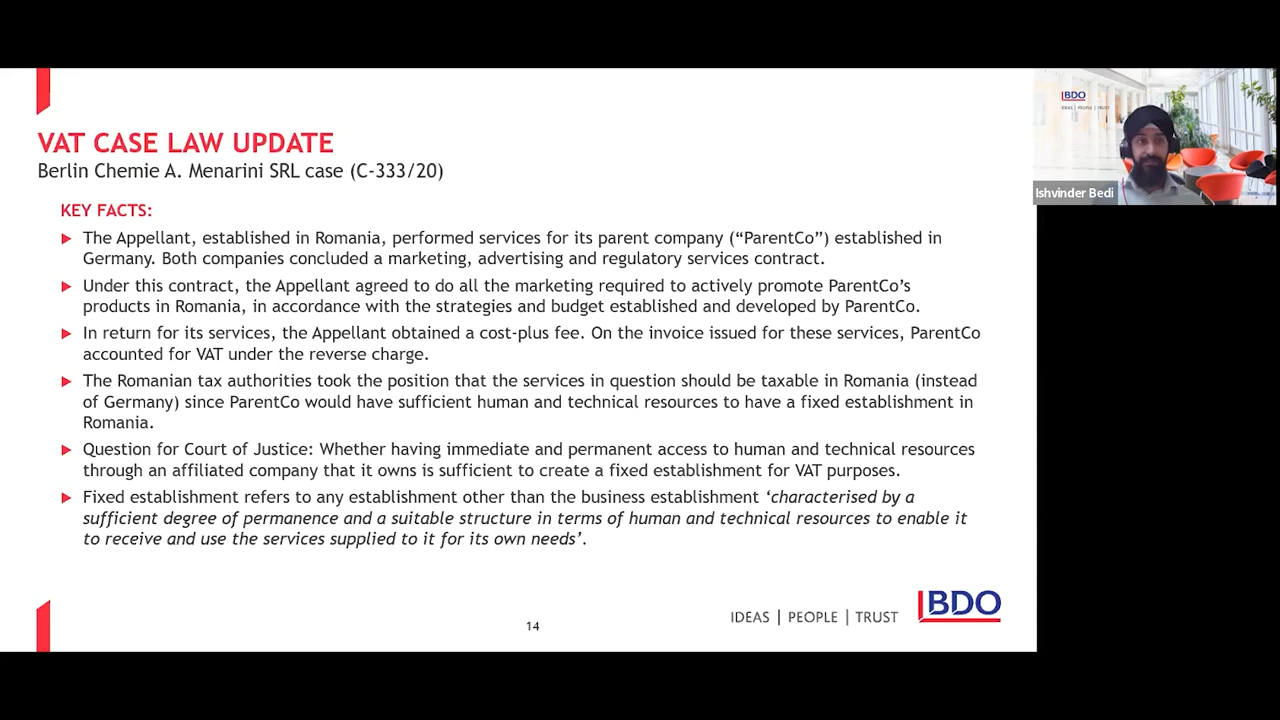 VAT CASE LAW UPDATE
Berlin Chemie A. Menarini SRL case (C-333/20)
KEY FACTS:
The Appellant, established in Romania, performed services for its parent company (“ParentCo”) established in
Germany. Both companies concluded a marketing, advertising and regulatory services contract.
Under this contract, the Appellant agreed to do all the marketing required to actively promote ParentCo’s
products in Romania, in accordance with the strategies and budget established and developed by ParentCo.
In return for its services, the Appellant obtained a cost-plus fee. On the invoice issued for these services, ParentCo
accounted for VAT under the reverse charge.
The Romanian tax authorities took the position that the services in question should be taxable in Romania (instead
of Germany) since ParentCo would have sufficient human and technical resources to have a fixed establishment in
Romania.
Question for Court of Justice: Whether having immediate and permanent access to human and technical resources
through an affiliated company that it owns is sufficient to create a fixed establishment for VAT purposes.
Fixed establishment refers to any establishment other than the business establishment ‘characterised by a
sufficient degree of permanence and a suitable structure in terms of human and technical resources to enable it
to receive and use the services supplied to it for its own needs’.
14
IDEAS | PEOPLE | TRUST
BDO
BDO
IDEAS | PEOPLE | TRUST
Ishvinder Bedi